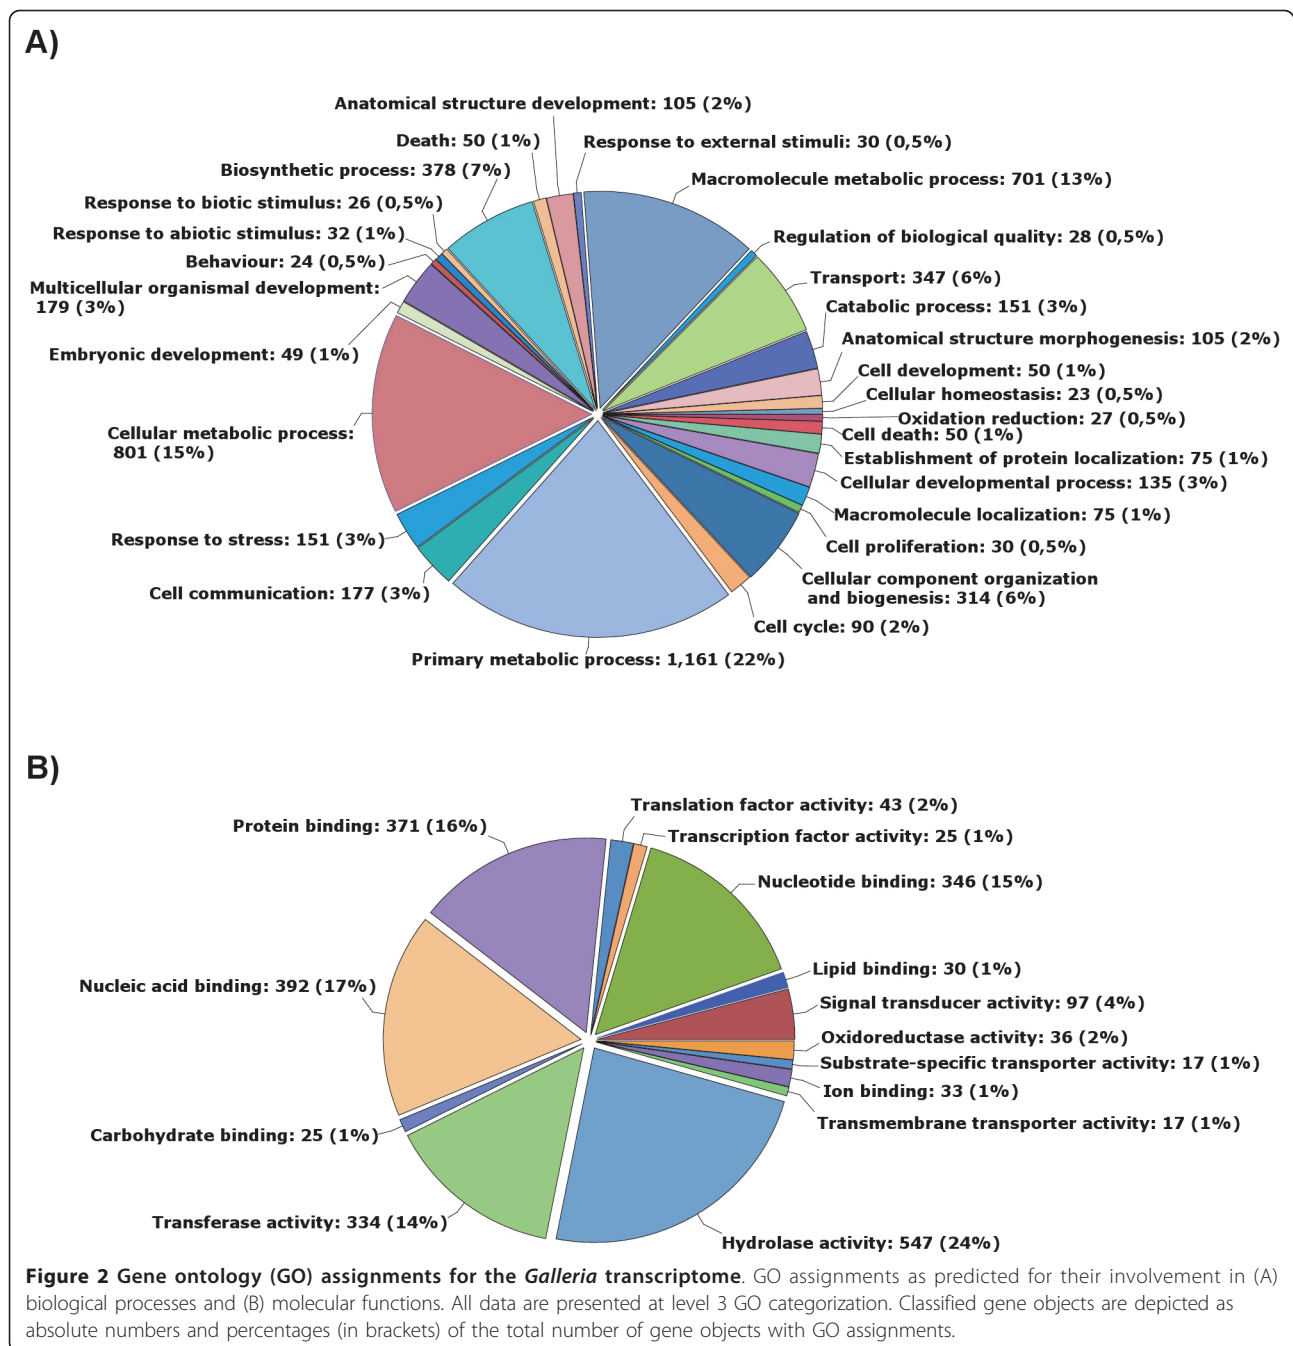 A)
Anatomical structure development: 105 (2%)
Death: 50 (1%)
Response to external stimuli: 30 (0,5%)
Biosynthetic process: 378 (7%)
Macromolecule metabolic process: 701 (13%)
Response to biotic stimulus: 26 (0,5%)
Response to abiotic stimulus: 32 (1%)
Regulation of biological quality: 28 (0,5%)
Behaviour: 24 (0,5%)
Transport: 347 (6%)
Multicellular organismal development:
179 (3%)
Catabolic process: 151 (3%)
Anatomical structure morphogenesis: 105 (2%)
Embryonic development: 49 (1%)
Cell development: 50 (1%)
Cellular homeostasis: 23 (0,5%)
Oxidation reduction: 27 (0,5%)
Cellular metabolic process:
801 (15%)
Cell death: 50 (1%)
Establishment of protein localization: 75 (1%)
Cellular developmental process: 135 (3%)
Macromolecule localization: 75 (1%)
Response to stress: 151 (3%)
Cell proliferation: 30 (0,5%)
Cellular component organization
and biogenesis: 314 (6%)
Cell communication: 177 (3%)
Cell cycle: 90 (2%)
Primary metabolic process: 1,161 (22%)
B)
Translation factor activity: 43 (2%)
Protein binding: 371 (16%)
Transcription factor activity: 25 (1%)
Nucleotide binding: 346 (15%)
Lipid binding: 30 (1%)
Nucleic acid binding: 392 (17%)
Signal transducer activity: 97 (4%)
Oxidoreductase activity: 36 (2%)
Substrate-specific transporter activity: 17 (1%)
Ion binding: 33 (1%)
Transmembrane transporter activity: 17 (1%)
Carbohydrate binding: 25 (1%)
Transferase activity: 334 (14%)
Hydrolase activity: 547 (24%)
Figure 2 Gene ontology (GO) assignments for the Galleria transcriptome. GO assignments as predicted for their involvement in (A)
biological processes and (B) molecular functions. All data are presented at level 3 GO categorization. Classified gene objects are depicted as
absolute numbers and percentages (in brackets) of the total number of gene objects with GO assignments.